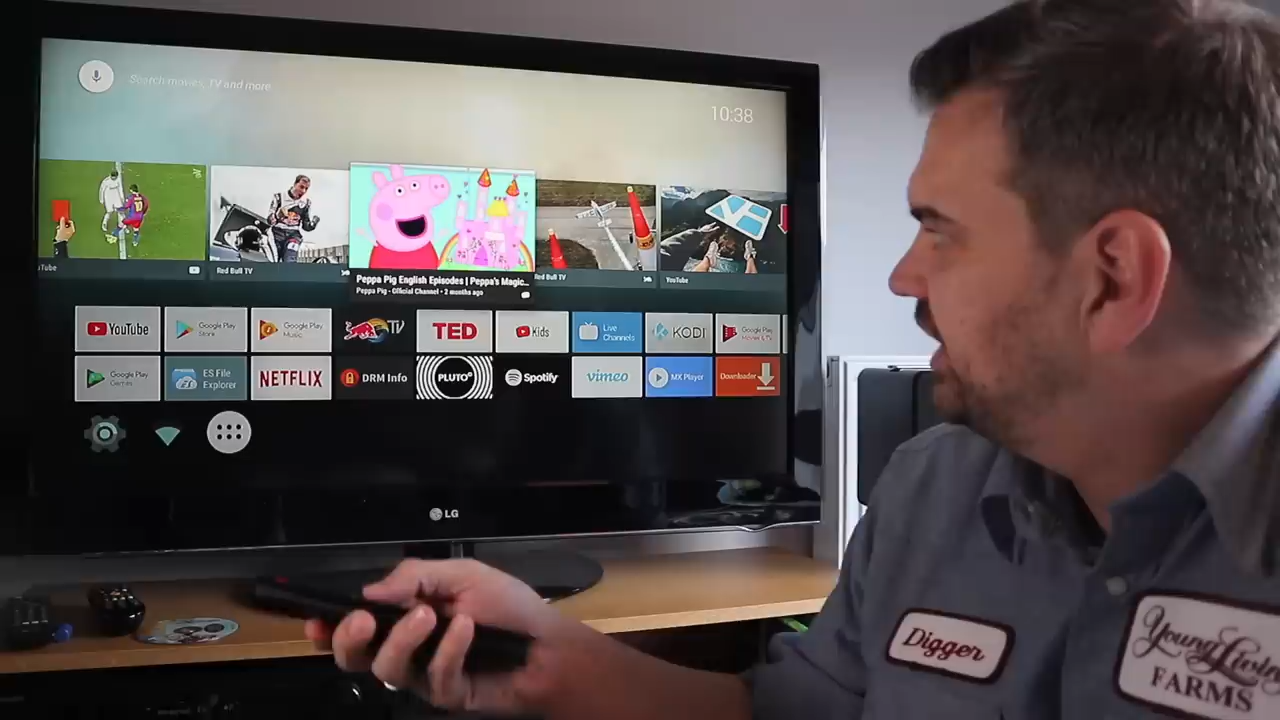 Search movies, TV and more
10:38
uTube
Red Bull TV
Peppa Pig English Episodes | Peppa's Magic...
Peppa Pig - Official Channel • 2 months ago
Red Bull TV
YouTube
YouTube
Google Play
Store
Google Play
Music
TV
TED
Kids
Live
Channels
KODI
Google Play
Movies & TV
Google Play
Games
ES File
Explorer
NETFLIX
DRM Info
PLUTO
Spotify
vimeo
MX Player
Downloader
LG
Digger
Young Living
FARMS